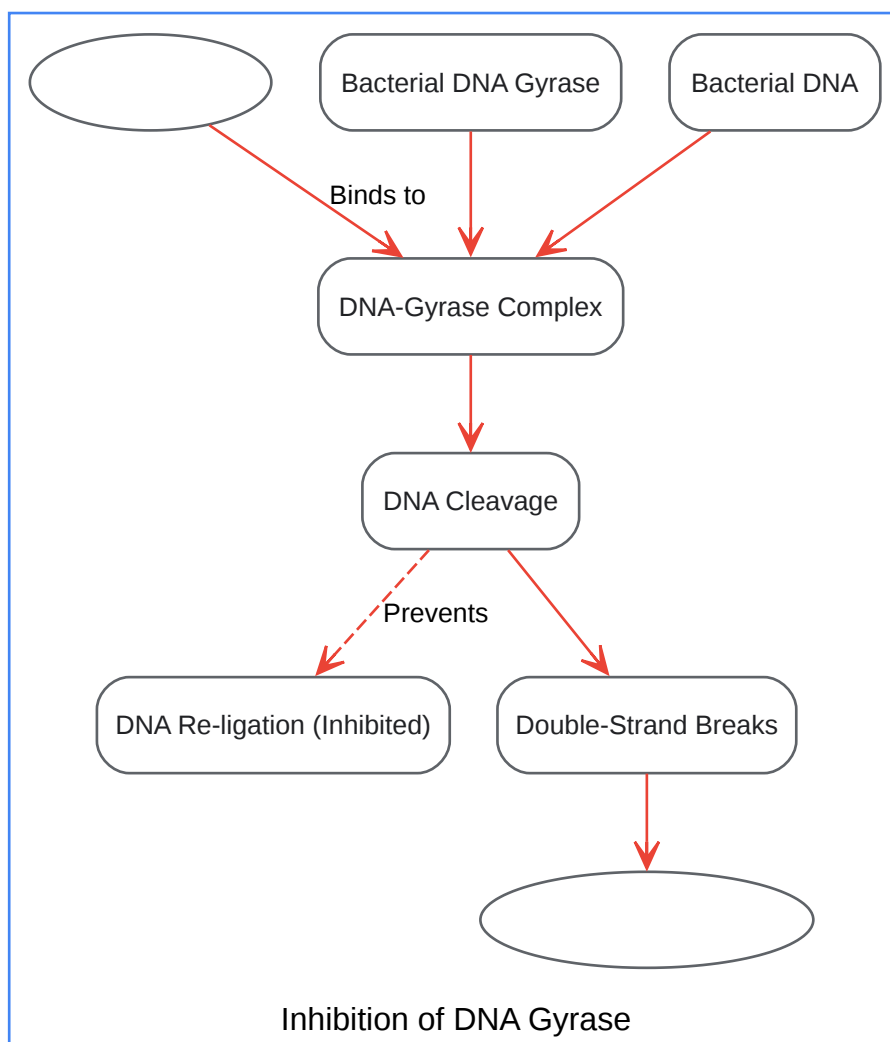 Bacterial DNA Gyrase
Bacterial DNA
Binds to
DNA-Gyrase Complex
DNA Cleavage
Prevents
DNA Re-ligation (Inhibited)
Double-Strand Breaks
Inhibition of DNA Gyrase